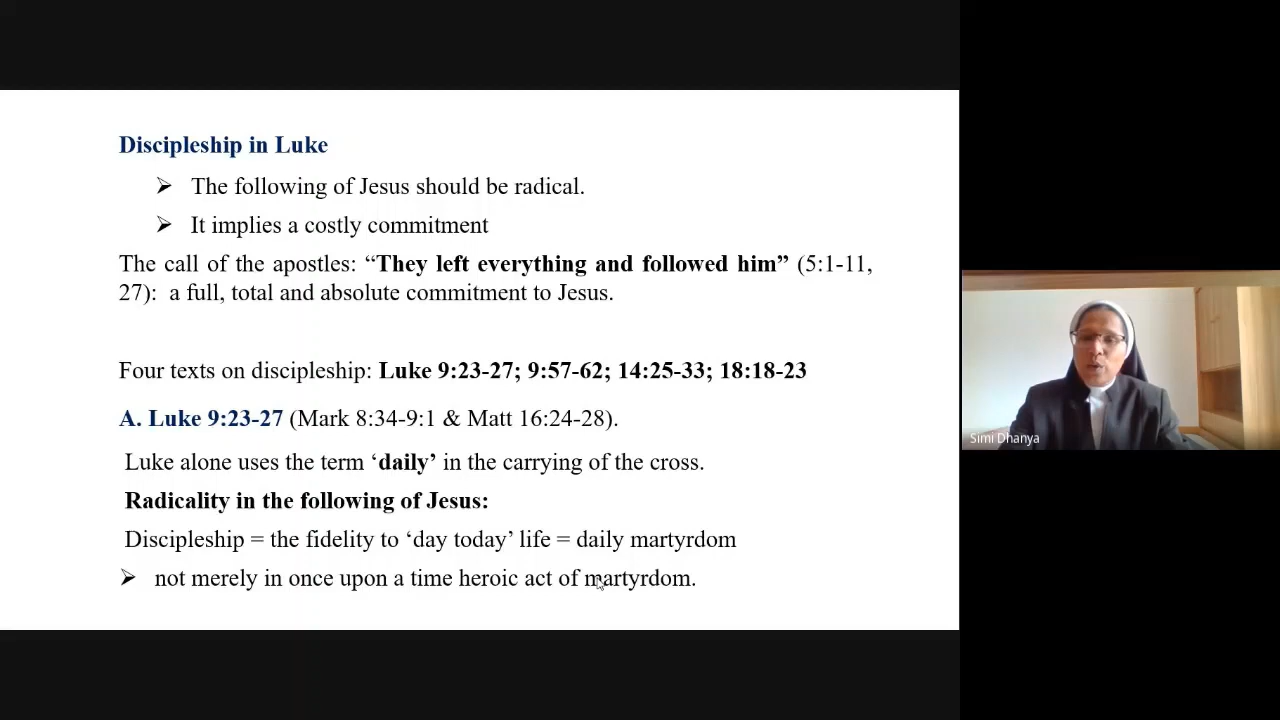 Discipleship in Luke
➢ The following of Jesus should be radical.
➢ It implies a costly commitment
The call of the apostles: “They left everything and followed him” (5:1-11,
27): a full, total and absolute commitment to Jesus.
Four texts on discipleship: Luke 9:23-27; 9:57-62; 14:25-33; 18:18-23
A. Luke 9:23-27 (Mark 8:34-9:1 & Matt 16:24-28).
Luke alone uses the term ‘daily’ in the carrying of the cross.
Radicality in the following of Jesus:
Discipleship = the fidelity to ‘day today’ life = daily martyrdom
➢ not merely in once upon a time heroic act of martyrdom.
Simi Dhanya